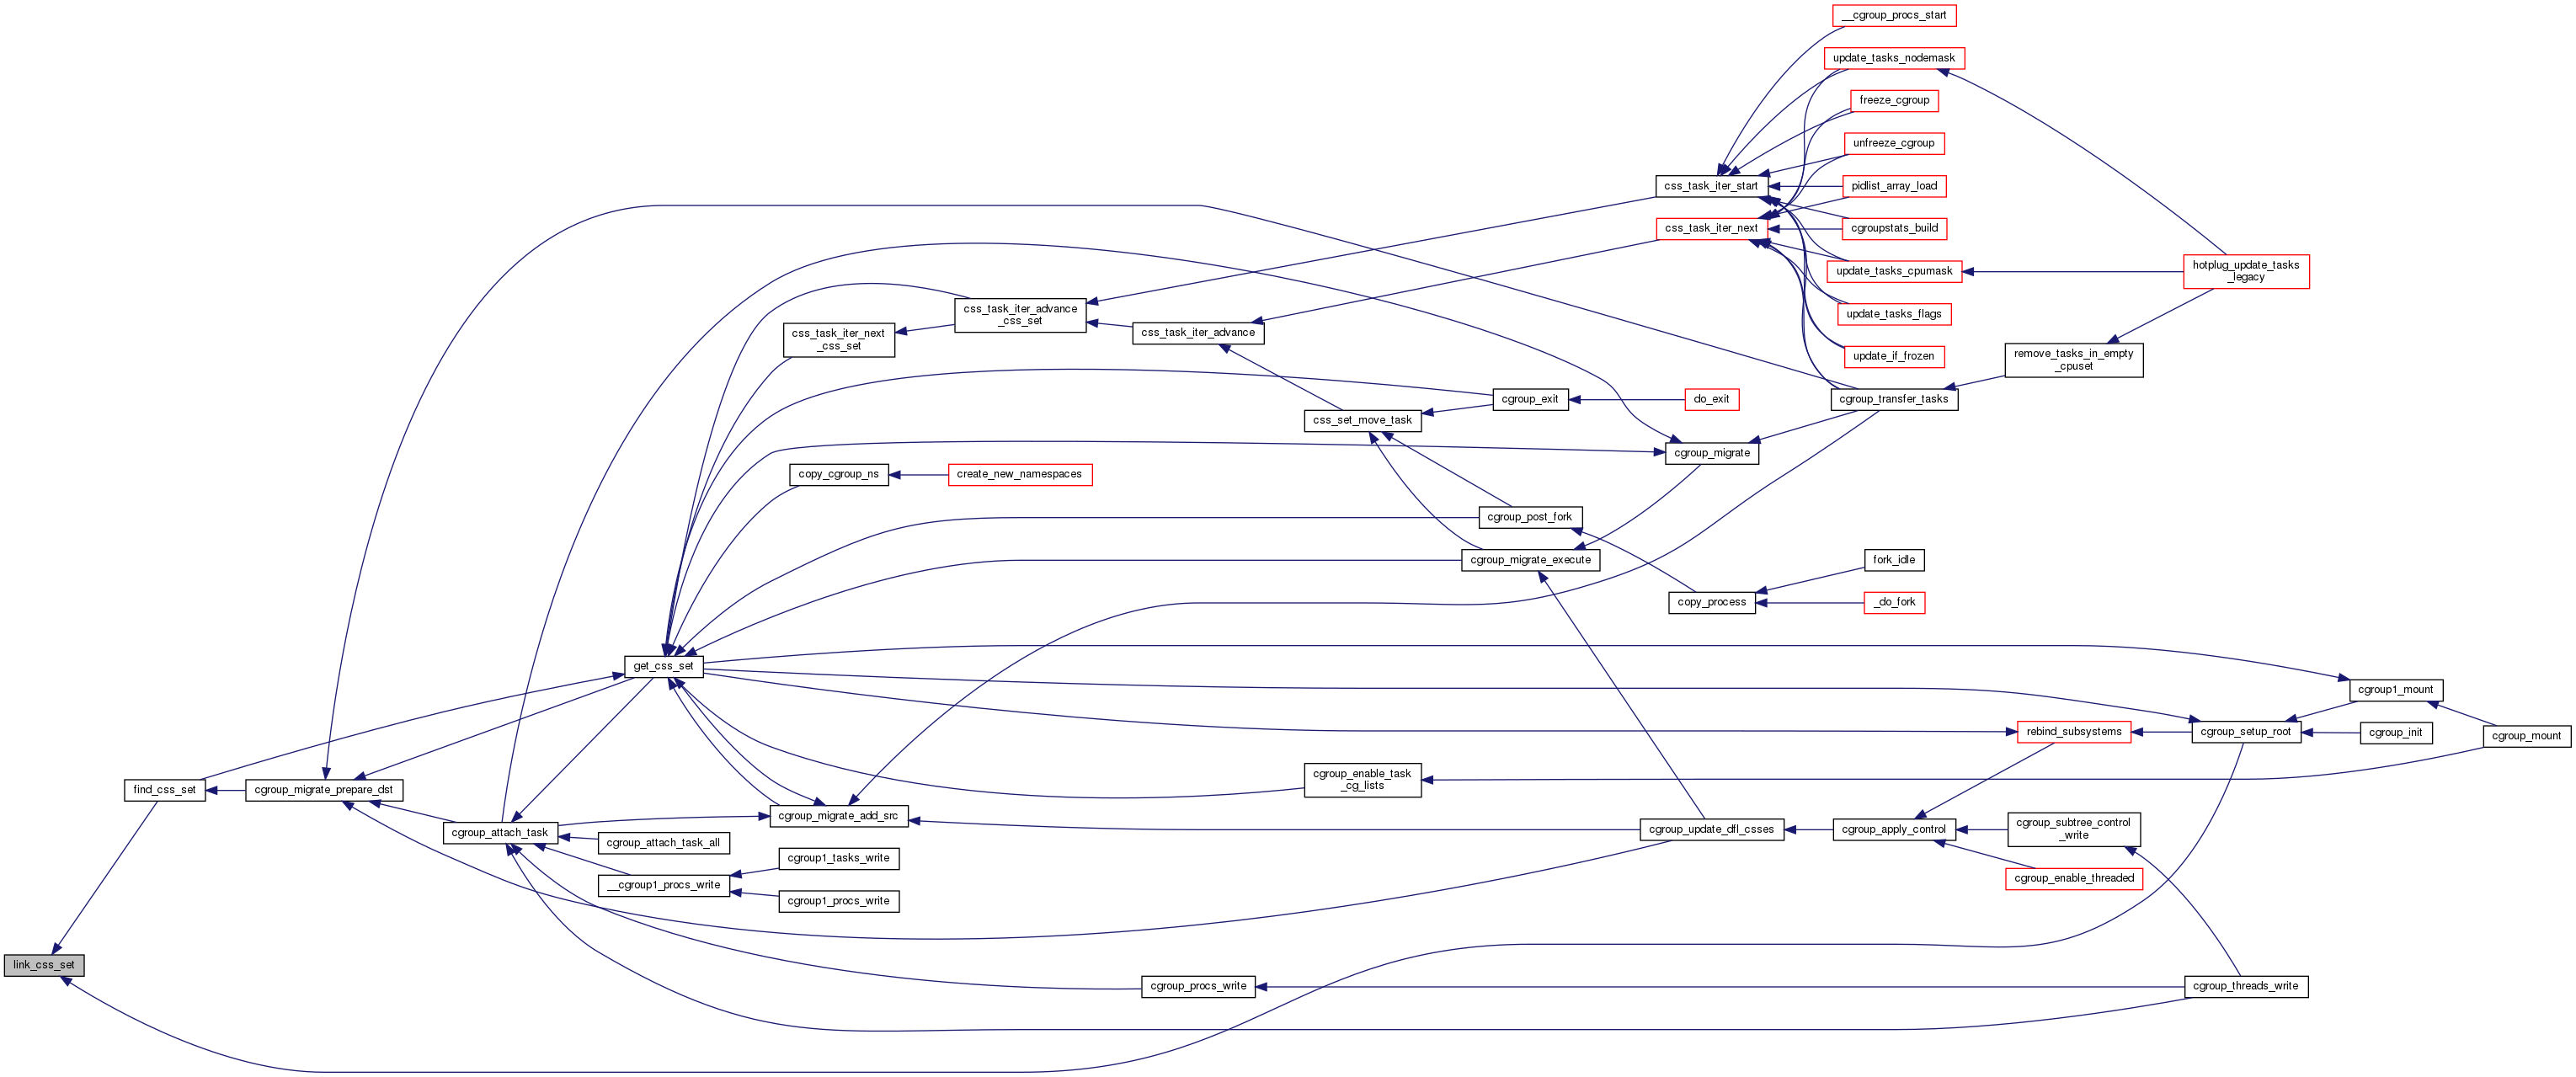 __cgroup_procs_start
update_tasks_nodemask
freeze_cgroup
unfreeze_cgroup
css_task_iter_start
pidlist_array_load
css_task_iter_next
cgroupstats_build
update_tasks_cpumask
hotplug_update_tasks
_legacy
css_task_iter_advance
_css_set
update_tasks_flags
css_task_iter_next
_css_set
css_task_iter_advance
update_if_frozen
remove_tasks_in_empty
_cpuset
cgroup_exit
do_exit
cgroup_transfer_tasks
css_set_move_task
cgroup_migrate
copy_cgroup_ns
create_new_namespaces
cgroup_post_fork
cgroup_migrate_execute
fork_idle
copy_process
_do_fork
get_css_set
cgroup1_mount
rebind_subsystems
cgroup_setup_root
cgroup_init
cgroup_mount
find_css_set
cgroup_migrate_prepare_dst
cgroup_enable_task
_cg_lists
cgroup_migrate_add_src
cgroup_attach_task
cgroup_attach_task_all
cgroup_update_dfl_csses
cgroup_apply_control
cgroup_subtree_control
_write
cgroup1_tasks_write
__cgroup1_procs_write
cgroup_enable_threaded
cgroup1_procs_write
link_css_set
cgroup_procs_write
cgroup_threads_write